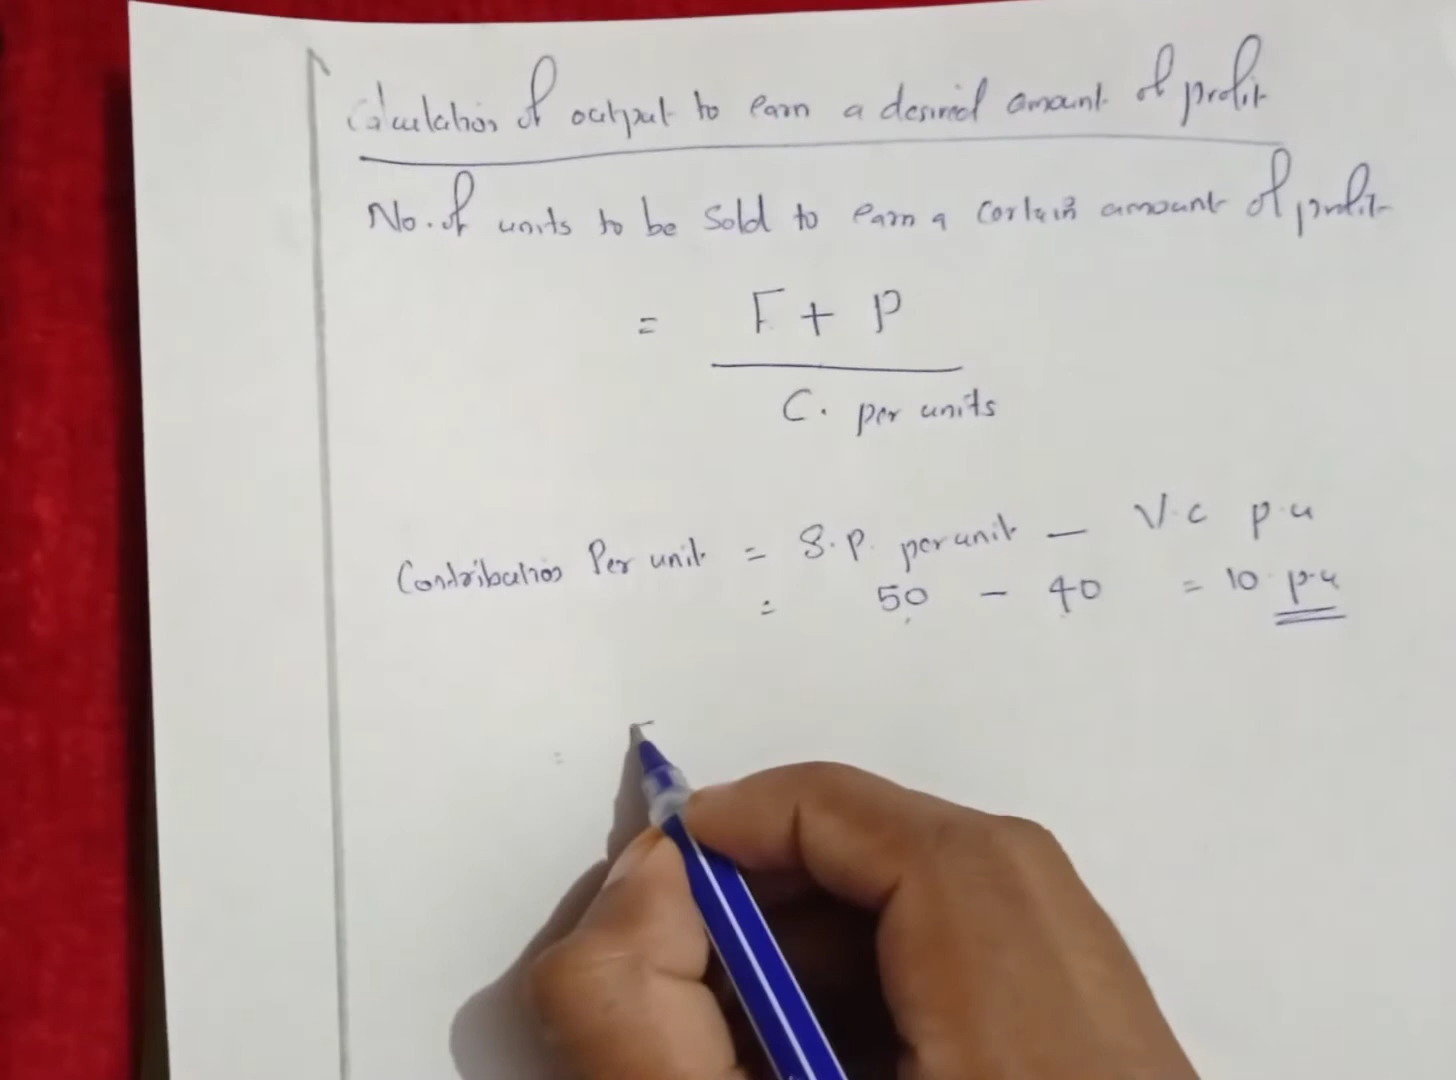 Calculation of output to earn a desired amount of profit
No. of units to be sold to earn a certain amount of profit
= F + P
C. per units
Contribution Per unit = S.P. per unit — V.C p.u
= 50 - 40 = 10 p.u
=